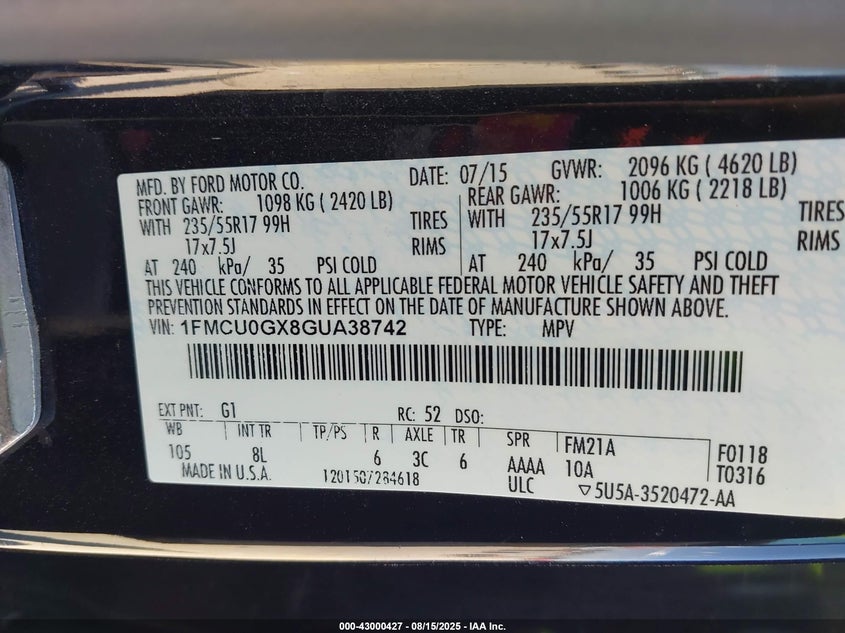 MFD. BY FORD MOTOR CO. DATE: 07/15 GVWR: 2096 KG ( 4620 LB)
FRONT GAWR: 1098 KG ( 2420 LB) REAR GAWR: 1006 KG ( 2218 LB)
WITH 235/55R17 99H TIRES WITH 235/55R17 99H TIRES
17x7.5J RIMS 17x7.5J RIMS
AT 240 kPa/ 35 PSI COLD AT 240 kPa/ 35 PSI COLD
THIS VEHICLE CONFORMS TO ALL APPLICABLE FEDERAL MOTOR VEHICLE SAFETY AND THEFT
PREVENTION STANDARDS IN EFFECT ON THE DATE OF MANUFACTURE SHOWN ABOVE.
VIN: 1FMCU0GX8GUA38742 TYPE: MPV
EXT PNT: G1 RC: 52 DSO:
WB INT TR TP/PS R AXLE TR SPR FM21A F0118
105 8L 6 3C 6 AAAA 10A T0316
MADE IN U.S.A. 1201507284618 ULC ▽5U5A-3520472-AA
000-43000427 - 08/15/2025 - IAA Inc.